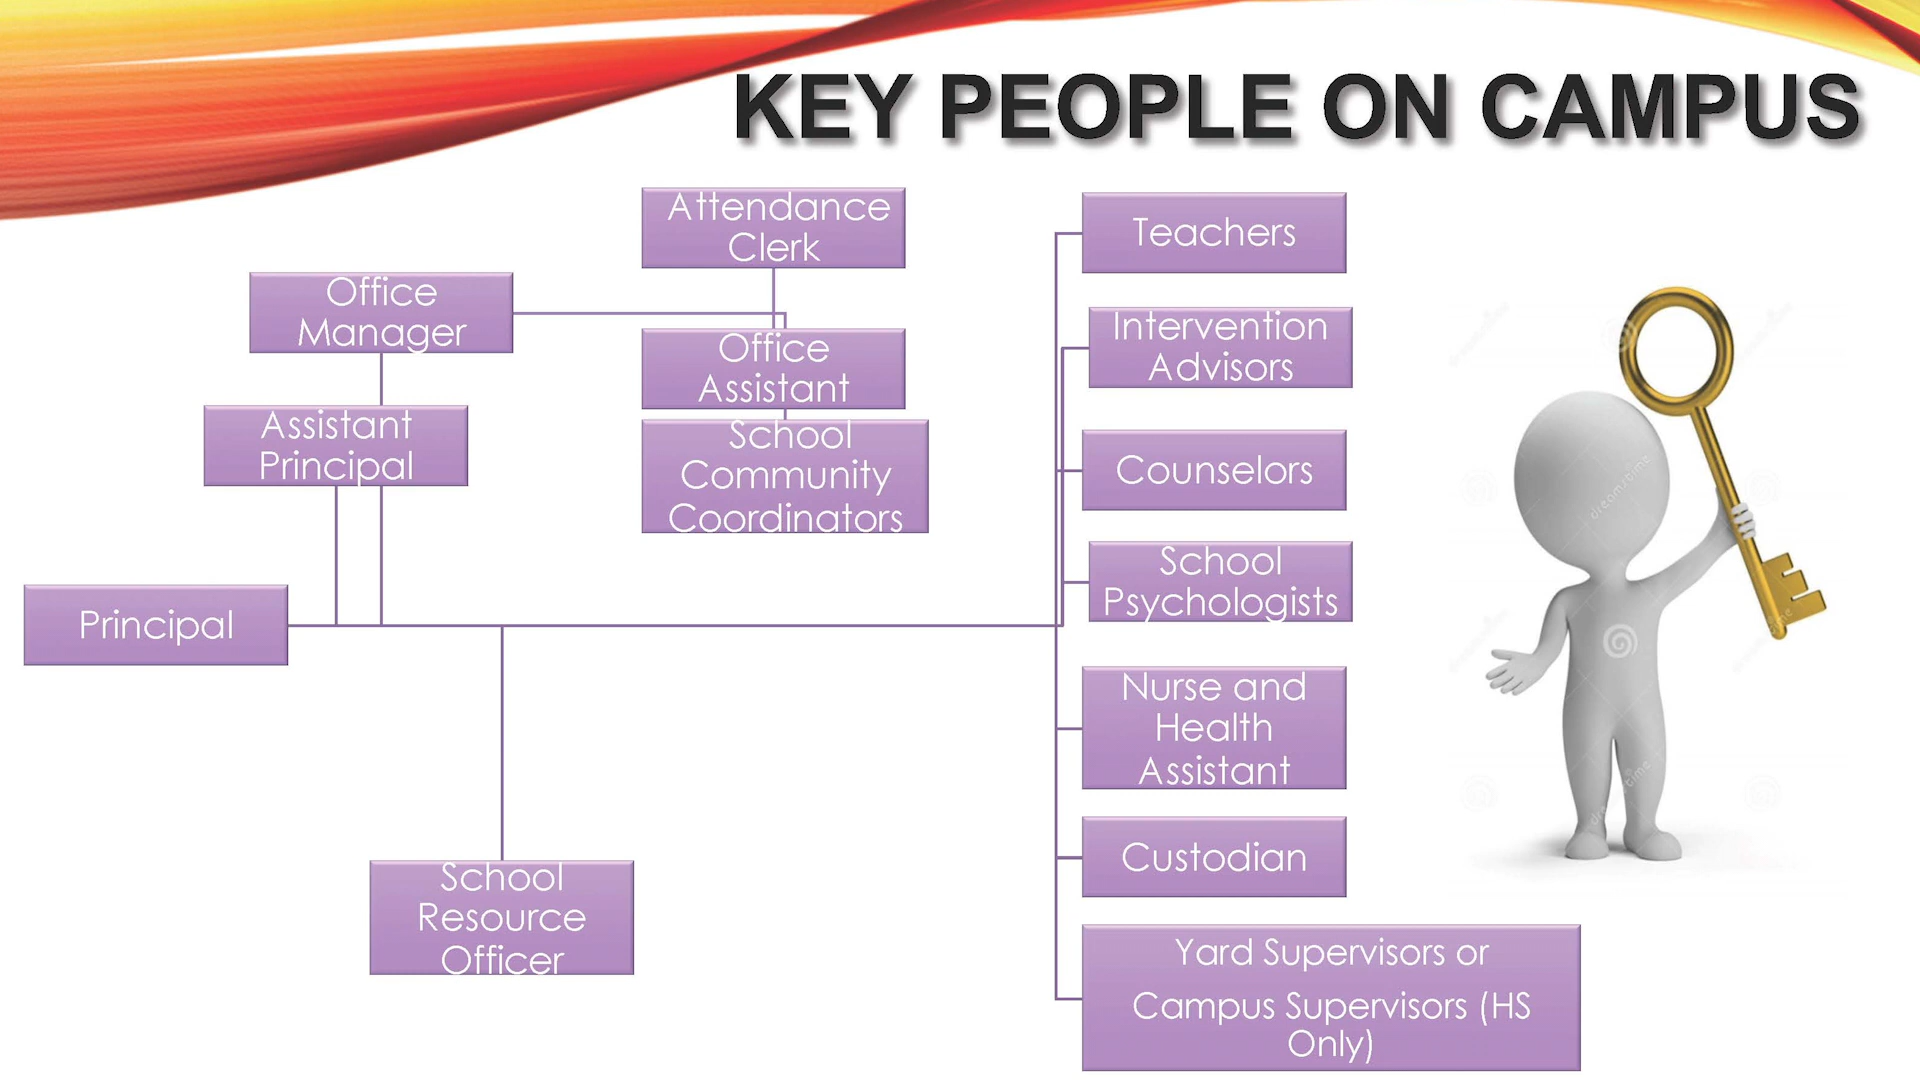 KEY PEOPLE ON CAMPUS
Attendance
Clerk
Office
Manager
Office
Assistant
Assistant
Principal
School
Community
Coordinators
Principal
School
Resource
Officer
Teachers
Intervention
Advisors
Counselors
School
Psychologists
Nurse and
Health
Assistant
Custodian
Yard Supervisors or
Campus Supervisors (HS
Only)
dreamstime